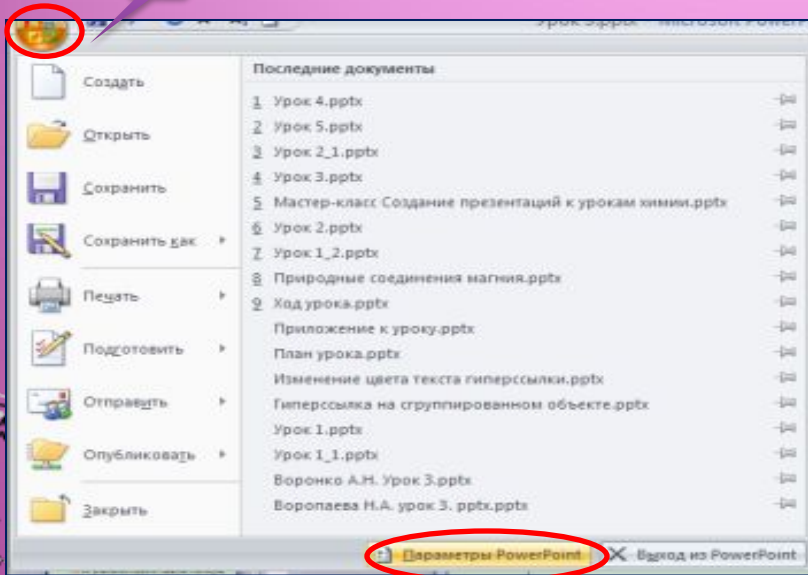 Урок 3.pptx - Microsoft PowerP
Создать
Открыть
Сохранить
Сохранить как
Печать
Подготовить
Отправить
Опубликовать
Закрыть
Последние документы
1 Урок 4.pptx
2 Урок 5.pptx
3 Урок 2_1.pptx
4 Урок 3.pptx
5 Мастер-класс Создание презентаций к урокам химии.pptx
6 Урок 2.pptx
7 Урок 1_2.pptx
8 Природные соединения магния.pptx
9 Ход урока.pptx
Приложение к уроку.pptx
План урока.pptx
Изменение цвета текста гиперссылки.pptx
Гиперссылка на сгруппированном объекте.pptx
Урок 1.pptx
Урок 1_1.pptx
Воронко А.Н. Урок 3.pptx
Воропаева Н.А. урок 3. pptx.pptx
Параметры PowerPoint
Выход из PowerPoint